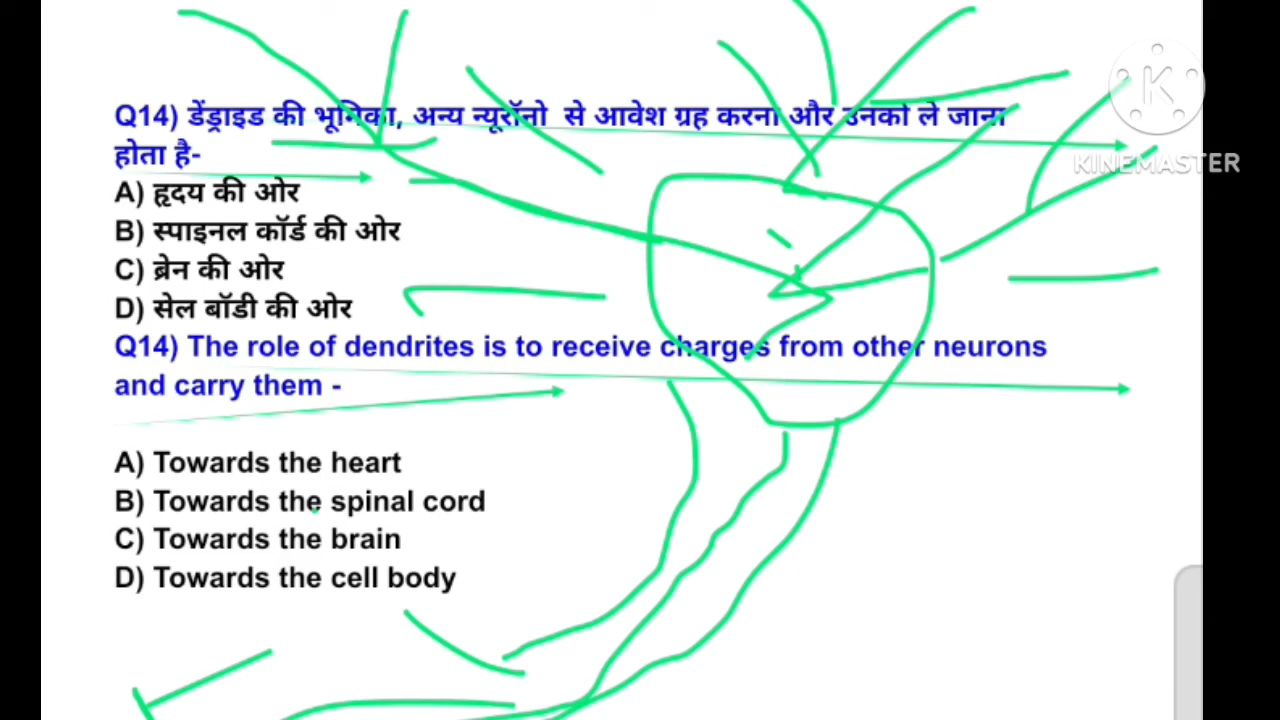 Q14) डेंड्राइड की भूमिका, अन्य न्यूरॉनो से आवेश ग्रह करना और उनको ले जाना
होता है-
A) हृदय की ओर
B) स्पाइनल कॉर्ड की ओर
C) ब्रेन की ओर
D) सेल बॉडी की ओर
Q14) The role of dendrites is to receive charges from other neurons
and carry them -
A) Towards the heart
B) Towards the spinal cord
C) Towards the brain
D) Towards the cell body
K
KINEMASTER